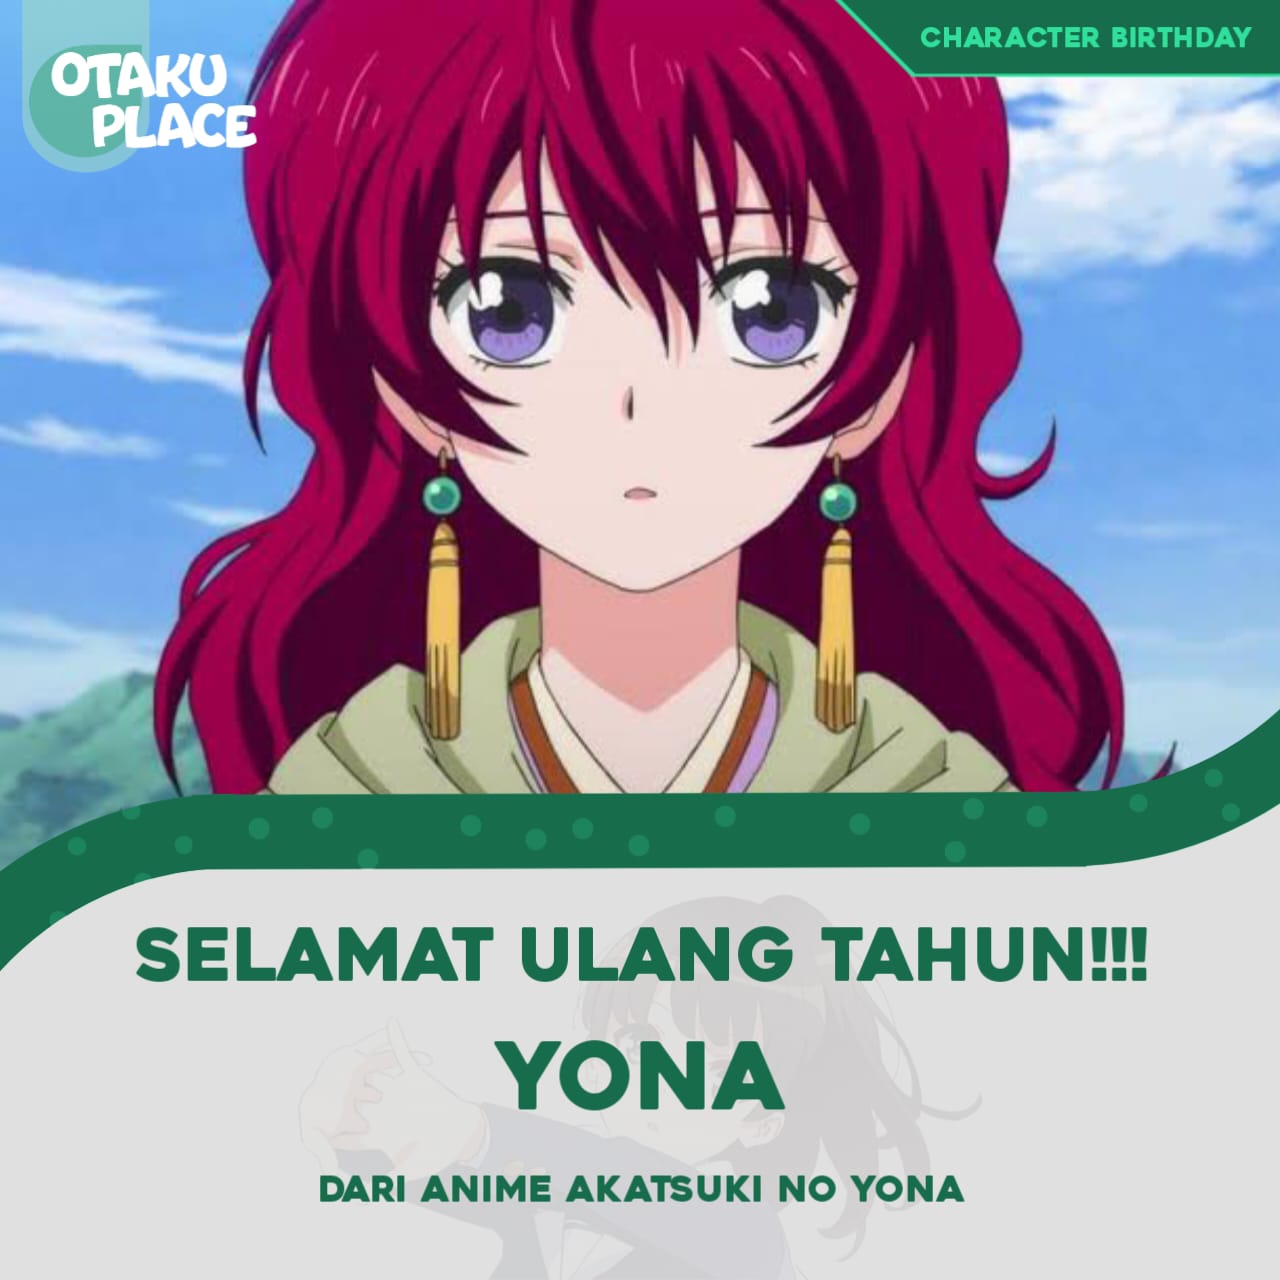 OTAKU
PLACE
CHARACTER BIRTHDAY
SELAMAT ULANG TAHUN!!!
YONA
DARI ANIME AKATSUKI NO YONA